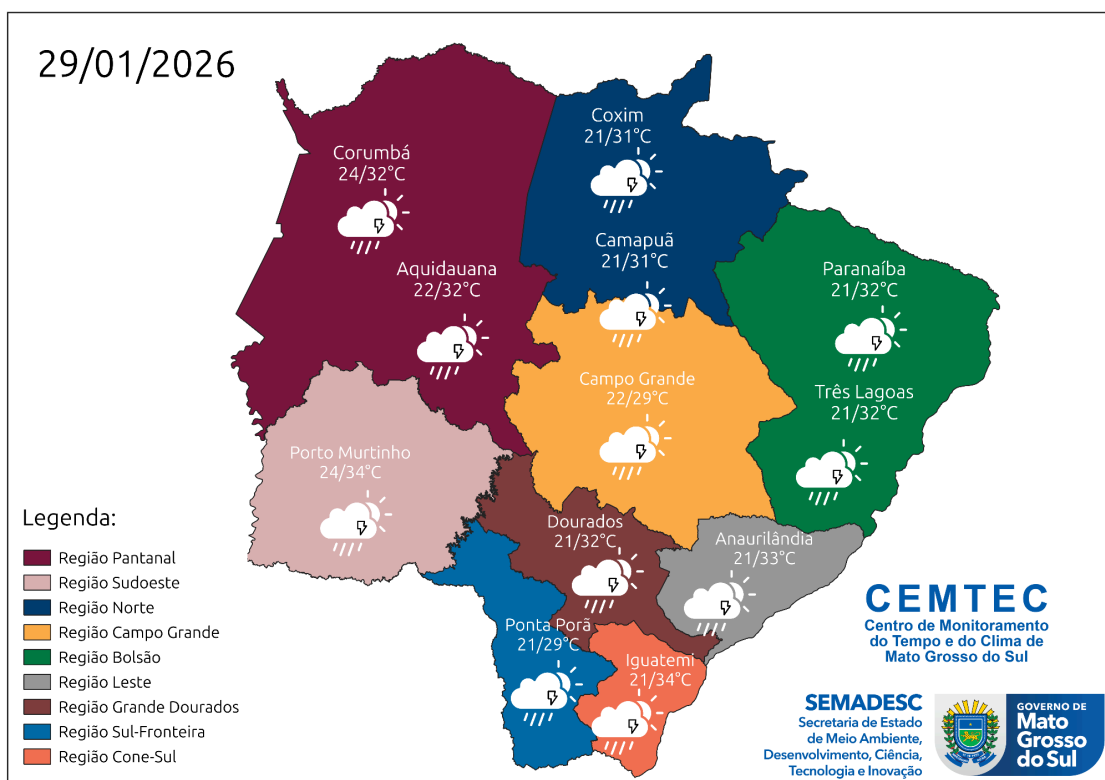 29/01/2026
Coxim
21/31°C
Corumbá
24/32°C
Camapuã
21/31°C
Aquidauana
22/32°C
Paranaíba
21/32°C
Campo Grande
22/29°C
Três Lagoas
21/32°C
Porto Murtinho
24/34°C
Dourados
21/32°C
Anaurilândia
21/33°C
Ponta Porã
21/29°C
Iguatemi
21/34°C
Legenda:
Região Pantanal
Região Sudoeste
Região Norte
Região Campo Grande
Região Bolsão
Região Leste
Região Grande Dourados
Região Sul-Fronteira
Região Cone-Sul
CEMTEC
Centro de Monitoramento
do Tempo e do Clima de
Mato Grosso do Sul
SEMADESC
Secretaria de Estado
de Meio Ambiente,
Desenvolvimento, Ciência,
Tecnologia e Inovação
GOVERNO DE
Mato
Grosso
do Sul